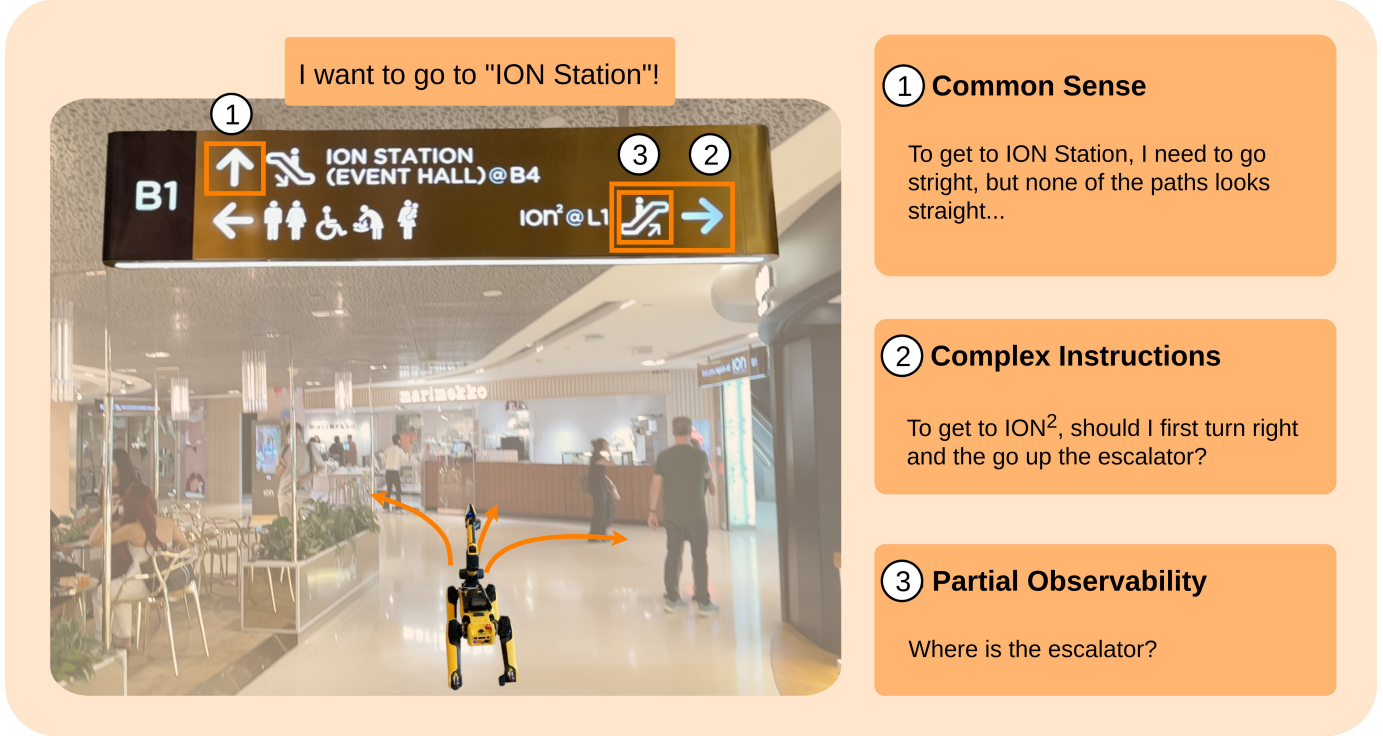 I want to go to "ION Station"!
1
3
2
B1
ION STATION
(EVENT HALL)@B4
ION²@L1
marimekko
marimekko
ION
1 Common Sense
To get to ION Station, I need to go
stright, but none of the paths looks
straight...
2 Complex Instructions
To get to ION², should I first turn right
and the go up the escalator?
3 Partial Observability
Where is the escalator?